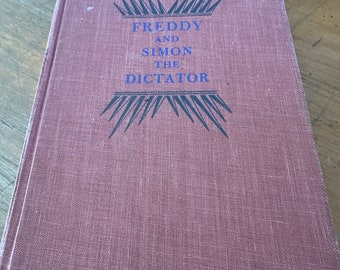 FREDDY
AND
SIMON
THE
DICTATOR